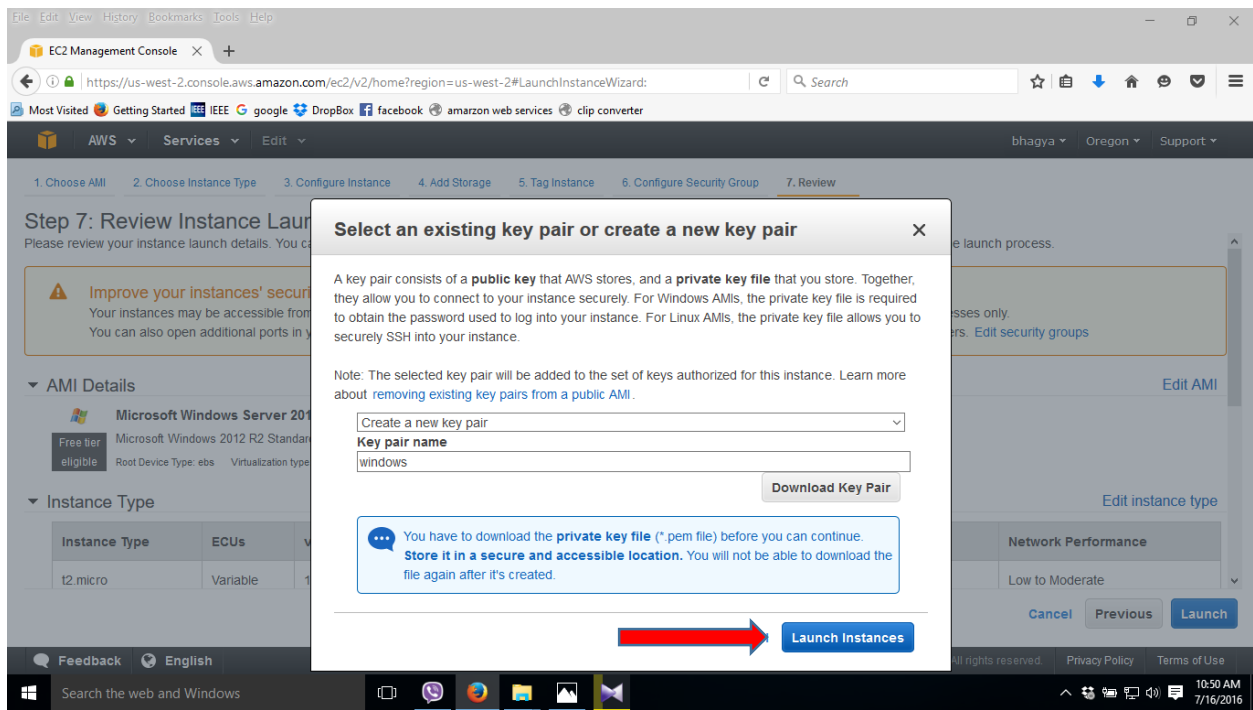 File Edit View History Bookmarks Tools Help
EC2 Management Console
https://us-west-2.console.aws.amazon.com/ec2/v2/home?region=us-west-2#LaunchInstanceWizard:
Search
Most Visited Getting Started IEEE IEEE G google DropBox facebook amarzon web services clip converter
AWS Services Edit bhagya Oregon Support
1. Choose AMI 2. Choose Instance Type 3. Configure Instance 4. Add Storage 5. Tag Instance 6. Configure Security Group 7. Review
Step 7: Review Instance Laun
Please review your instance launch details. You ca
e launch process.
Improve your instances' securi
Your instances may be accessible from
esses only.
You can also open additional ports in y
ers. Edit security groups
AMI Details
Edit AMI
Microsoft Windows Server 201
Free tier
eligible
Microsoft Windows 2012 R2 Standar
Root Device Type: ebs Virtualization type
Instance Type
Edit instance type
Instance Type ECUs v Network Performance
t2.micro Variable 1 Low to Moderate
Select an existing key pair or create a new key pair
A key pair consists of a public key that AWS stores, and a private key file that you store. Together,
they allow you to connect to your instance securely. For Windows AMIs, the private key file is required
to obtain the password used to log into your instance. For Linux AMIs, the private key file allows you to
securely SSH into your instance.
Note: The selected key pair will be added to the set of keys authorized for this instance. Learn more
about removing existing key pairs from a public AMI.
Create a new key pair
Key pair name
windows
Download Key Pair
You have to download the private key file (*.pem file) before you can continue.
Store it in a secure and accessible location. You will not be able to download the
file again after it's created.
Launch Instances
Cancel Previous Launch
Feedback English
All rights reserved. Privacy Policy Terms of Use
Search the web and Windows
10:50 AM
7/16/2016